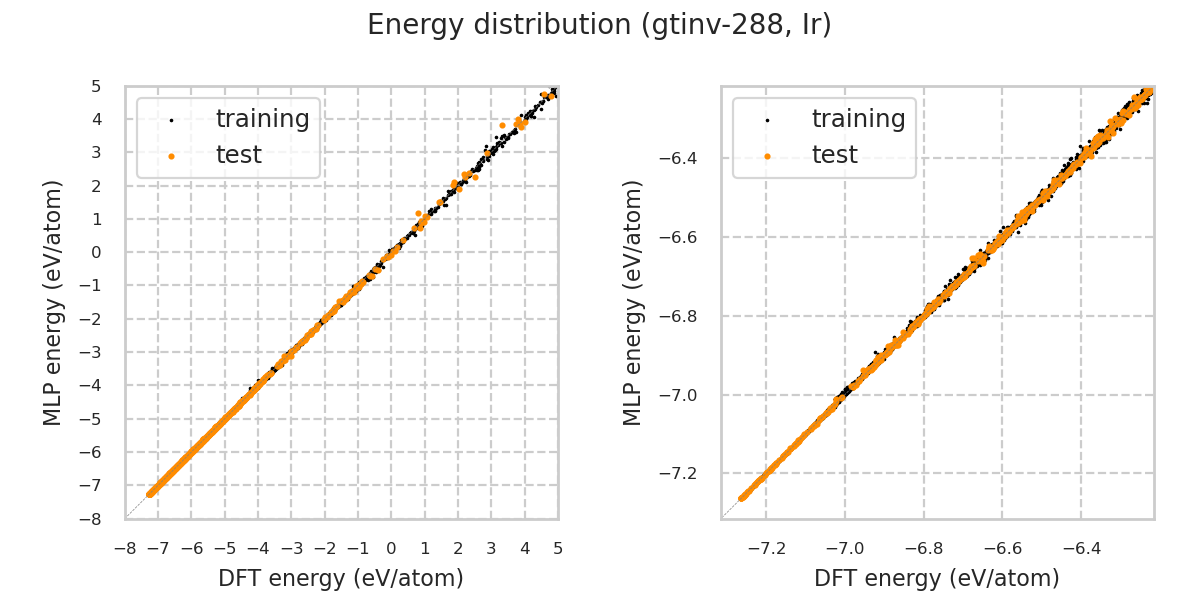 Energy distribution (gtinv-288, Ir)
training
test
5
4
3
2
1
0
−1
−2
−3
−4
−5
−6
−7
−8
−8 −7 −6 −5 −4 −3 −2 −1 0 1 2 3 4 5
MLP energy (eV/atom)
DFT energy (eV/atom)
training
test
−6.4
−6.6
−6.8
−7.0
−7.2
−7.2 −7.0 −6.8 −6.6 −6.4
MLP energy (eV/atom)
DFT energy (eV/atom)